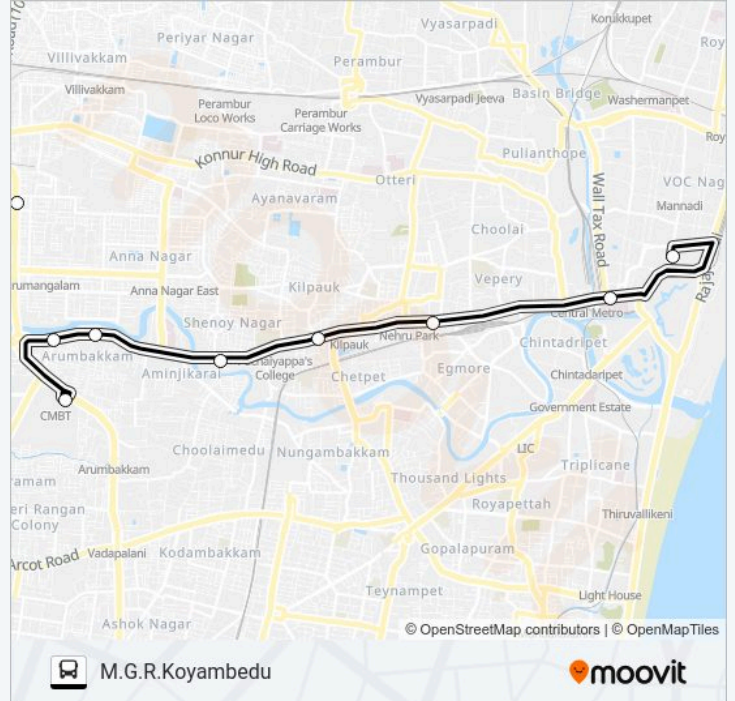 Korukkupet
Vyasarpadi
Periyar Nagar
Villivakkam
Perambur
Villivakkam
Basin Bridge
Vyasarpadi Jeeva
Washermanpet
Perambur
Loco Works
Perambur
Carriage Works
Pulianthope
Konnur High Road
Otteri
VOC Nag
Ayanavaram
Wall Tax Road
Mannadi
Choolai
Anna Nagar
Vepery
Kilpauk
Anna Nagar East
Shenoy Nagar
Central Metro
Nehru Park
Kilpauk
Chintadripet
Arumbakkam
College
Aminjikarai
Chetpet
Egmore
Chintadaripet
Government Estate
CMBT
Choolaimedu
Nungambakkam
LIC
Arumbakkam
Triplicane
Thousand Lights
Royapettah
Colony
Thiruvallikeni
Arcot Road
Vadapalani
Kodambakkam
Gopalapuram
Teynampet
Light House
Ashok Nagar
© OpenStreetMap contributors | © OpenMapTiles
M.G.R.Koyambedu
moovit